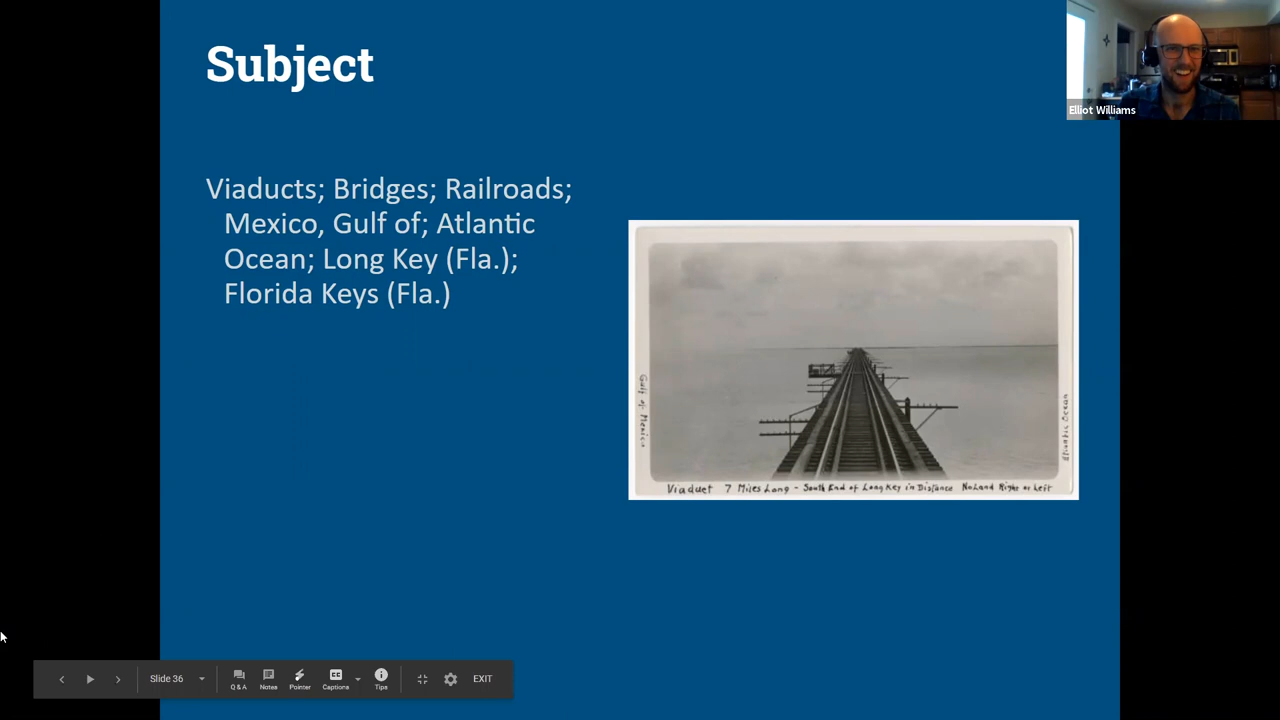 Subject
Elliot Williams
Viaducts; Bridges; Railroads;
Mexico, Gulf of; Atlantic
Ocean; Long Key (Fla.);
Florida Keys (Fla.)
Gulf of Mexico
Atlantic Ocean
Viaduct 7 Miles Long - South End of Long Key in Distance No Land Right or Left
Slide 36
Q & A
Notes
Pointer
CC
Captions
Tips
EXIT